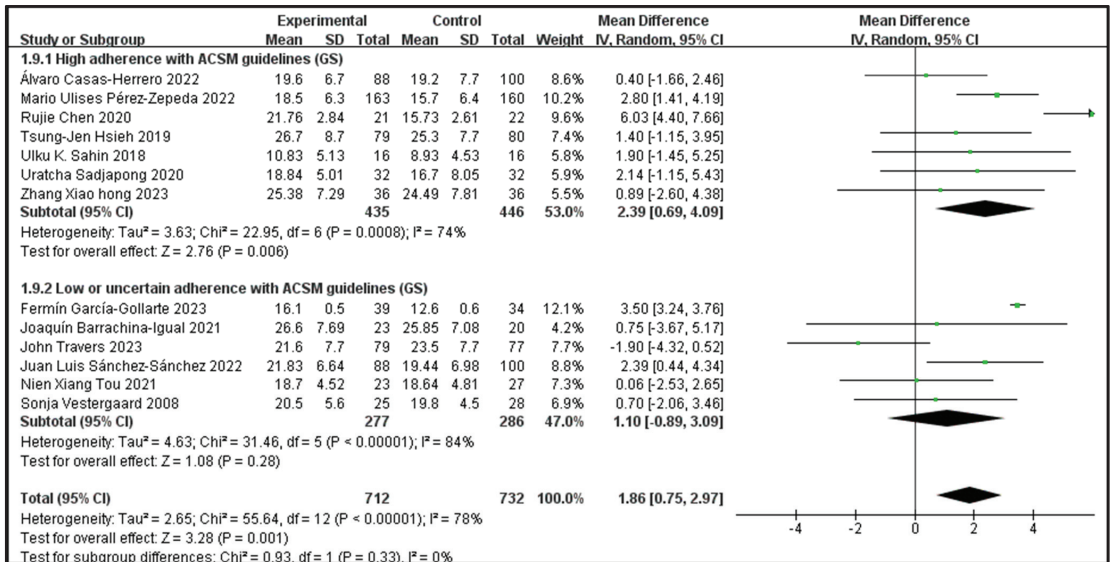 Experimental Control Mean Difference Mean Difference
Study or Subgroup Mean SD Total Mean SD Total Weight IV, Random, 95% CI IV, Random, 95% CI
1.9.1 High adherence with ACSM guidelines (GS)
Álvaro Casas-Herrero 2022 19.6 6.7 88 19.2 7.7 100 8.6% 0.40 [-1.66, 2.46]
Mario Ulises Pérez-Zepeda 2022 18.5 6.3 163 15.7 6.4 160 10.2% 2.80 [1.41, 4.19]
Rujie Chen 2020 21.76 2.84 21 15.73 2.61 22 9.6% 6.03 [4.40, 7.66]
Tsung-Jen Hsieh 2019 26.7 8.7 79 25.3 7.7 80 7.4% 1.40 [-1.15, 3.95]
Ulku K. Sahin 2018 10.83 5.13 16 8.93 4.53 16 5.8% 1.90 [-1.45, 5.25]
Uratcha Sadjapong 2020 18.84 5.01 32 16.7 8.05 32 5.9% 2.14 [-1.15, 5.43]
Zhang Xiao hong 2023 25.38 7.29 36 24.49 7.81 36 5.5% 0.89 [-2.60, 4.38]
Subtotal (95% CI) 435 446 53.0% 2.39 [0.69, 4.09]
Heterogeneity: Tau² = 3.63; Chi² = 22.95, df = 6 (P = 0.0008); I² = 74%
Test for overall effect: Z = 2.76 (P = 0.006)
1.9.2 Low or uncertain adherence with ACSM guidelines (GS)
Fermín García-Gollarte 2023 16.1 0.5 39 12.6 0.6 34 12.1% 3.50 [3.24, 3.76]
Joaquín Barrachina-Igual 2021 26.6 7.69 23 25.85 7.08 20 4.2% 0.75 [-3.67, 5.17]
John Travers 2023 21.6 7.7 79 23.5 7.7 77 7.7% -1.90 [-4.32, 0.52]
Juan Luis Sánchez-Sánchez 2022 21.83 6.64 88 19.44 6.98 100 8.8% 2.39 [0.44, 4.34]
Nien Xiang Tou 2021 18.7 4.52 23 18.64 4.81 27 7.3% 0.06 [-2.53, 2.65]
Sonja Vestergaard 2008 20.5 5.6 25 19.8 4.5 28 6.9% 0.70 [-2.06, 3.46]
Subtotal (95% CI) 277 286 47.0% 1.10 [-0.89, 3.09]
Heterogeneity: Tau² = 4.63; Chi² = 31.46, df = 5 (P < 0.00001); I² = 84%
Test for overall effect: Z = 1.08 (P = 0.28)
Total (95% CI) 712 732 100.0% 1.86 [0.75, 2.97]
Heterogeneity: Tau² = 2.65; Chi² = 55.64, df = 12 (P < 0.00001); I² = 78%
Test for overall effect: Z = 3.28 (P = 0.001)
Test for subgroup differences: Chi² = 0.93, df = 1 (P = 0.33), I² = 0%
-4 -2 0 2 4